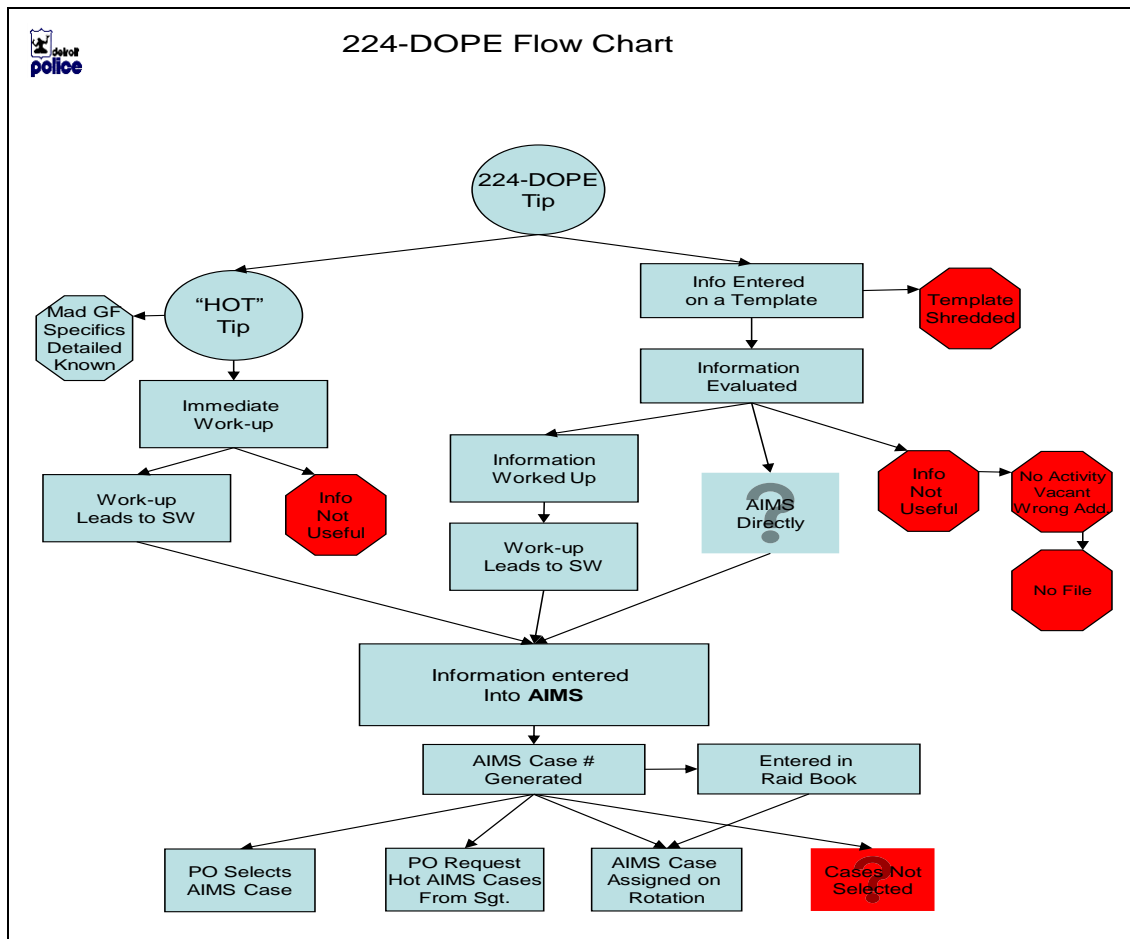 detroit
police
224-DOPE Flow Chart
224-DOPE
Tip
"HOT"
Tip
Mad GF
Specifics
Detailed
Known
Info Entered
on a Template
Template
Shredded
Immediate
Work-up
Information
Evaluated
Work-up
Leads to SW
Info
Not
Useful
Information
Worked Up
?
AIMS
Directly
Info
Not
Useful
No Activity
Vacant
Wrong Add.
Work-up
Leads to SW
No File
Information entered
Into AIMS
AIMS Case #
Generated
Entered in
Raid Book
PO Selects
AIMS Case
PO Request
Hot AIMS Cases
From Sgt.
AIMS Case
Assigned on
Rotation
?
Cases Not
Selected